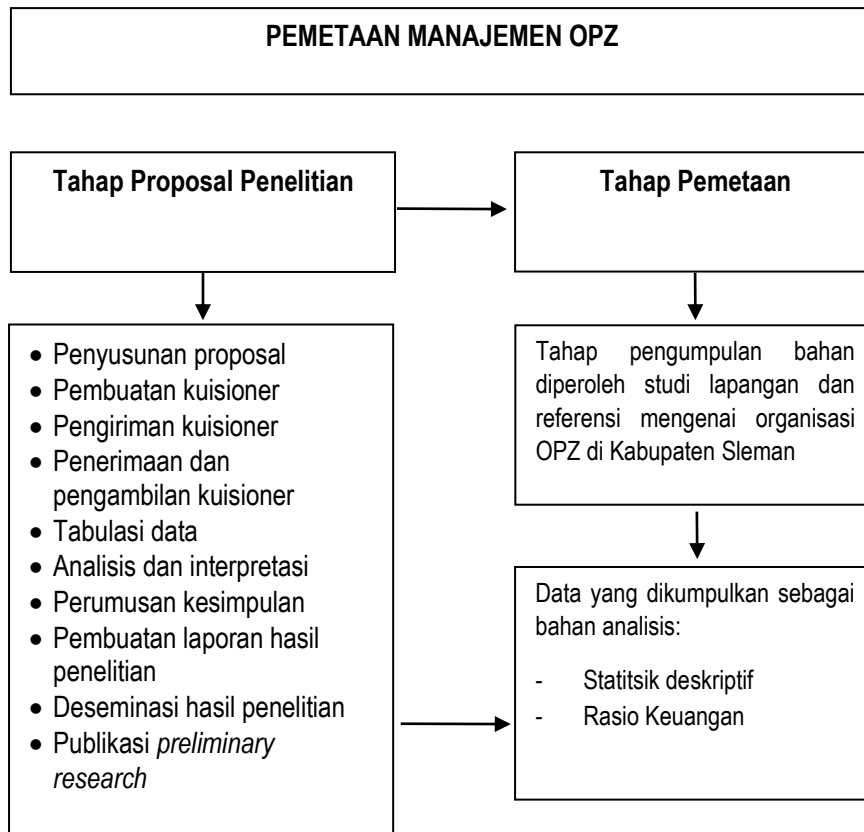 PEMETAAN MANAJEMEN OPZ
Tahap Proposal Penelitian
Tahap Pemetaan
• Penyusunan proposal
• Pembuatan kuisioner
• Pengiriman kuisioner
• Penerimaan dan
pengambilan kuisioner
• Tabulasi data
• Analisis dan interpretasi
• Perumusan kesimpulan
• Pembuatan laporan hasil
penelitian
• Deseminasi hasil penelitian
• Publikasi preliminary
research
Tahap pengumpulan bahan
diperoleh studi lapangan dan
referensi mengenai organisasi
OPZ di Kabupaten Sleman
Data yang dikumpulkan sebagai
bahan analisis:
- Statitsik deskriptif
- Rasio Keuangan